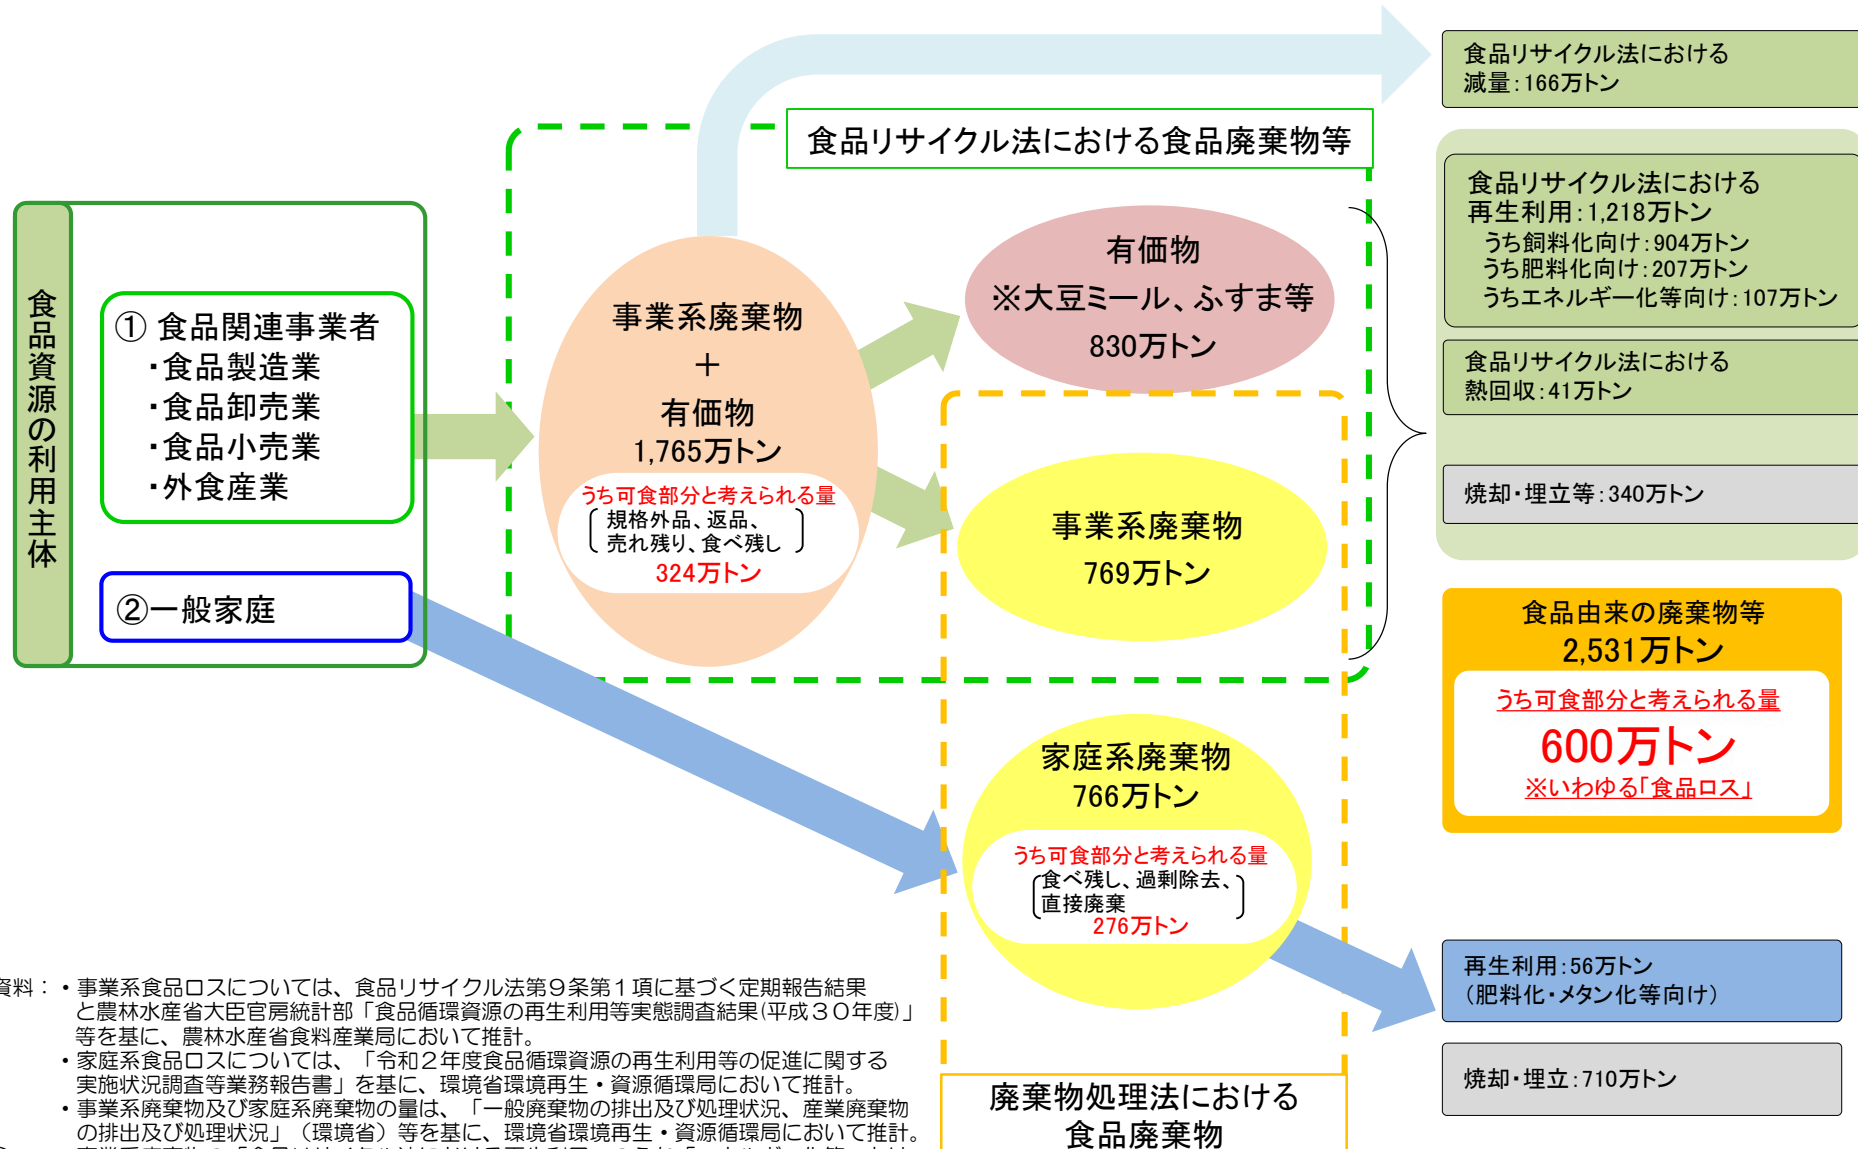 食品リサイクル法における
減量:166万トン
食品リサイクル法における食品廃棄物等
食品リサイクル法における
再生利用:1,218万トン
うち飼料化向け:904万トン
うち肥料化向け:207万トン
うちエネルギー化等向け:107万トン
食品リサイクル法における
熱回収:41万トン
焼却・埋立等:340万トン
食品資源の利用主体
① 食品関連事業者
・食品製造業
・食品卸売業
・食品小売業
・外食産業
②一般家庭
事業系廃棄物
+
有価物
1,765万トン
うち可食部分と考えられる量
規格外品、返品、
売れ残り、食べ残し
324万トン
有価物
※大豆ミール、ふすま等
830万トン
事業系廃棄物
769万トン
家庭系廃棄物
766万トン
うち可食部分と考えられる量
食べ残し、過剰除去、
直接廃棄
276万トン
食品由来の廃棄物等
2,531万トン
うち可食部分と考えられる量
600万トン
※いわゆる「食品ロス」
再生利用:56万トン
(肥料化・メタン化等向け)
焼却・埋立:710万トン
廃棄物処理法における
食品廃棄物
資料:・事業系食品ロスについては、食品リサイクル法第9条第1項に基づく定期報告結果
と農林水産省大臣官房統計部「食品循環資源の再生利用等実態調査結果(平成30年度)」
等を基に、農林水産省食料産業局において推計。
・家庭系食品ロスについては、「令和2年度食品循環資源の再生利用等の促進に関する
実施状況調査等業務報告書」を基に、環境省環境再生・資源循環局において推計。
・事業系廃棄物及び家庭系廃棄物の量は、「一般廃棄物の排出及び処理状況、産業廃棄物
の排出及び処理状況」(環境省)等を基に、環境省環境再生・資源循環局において推計。